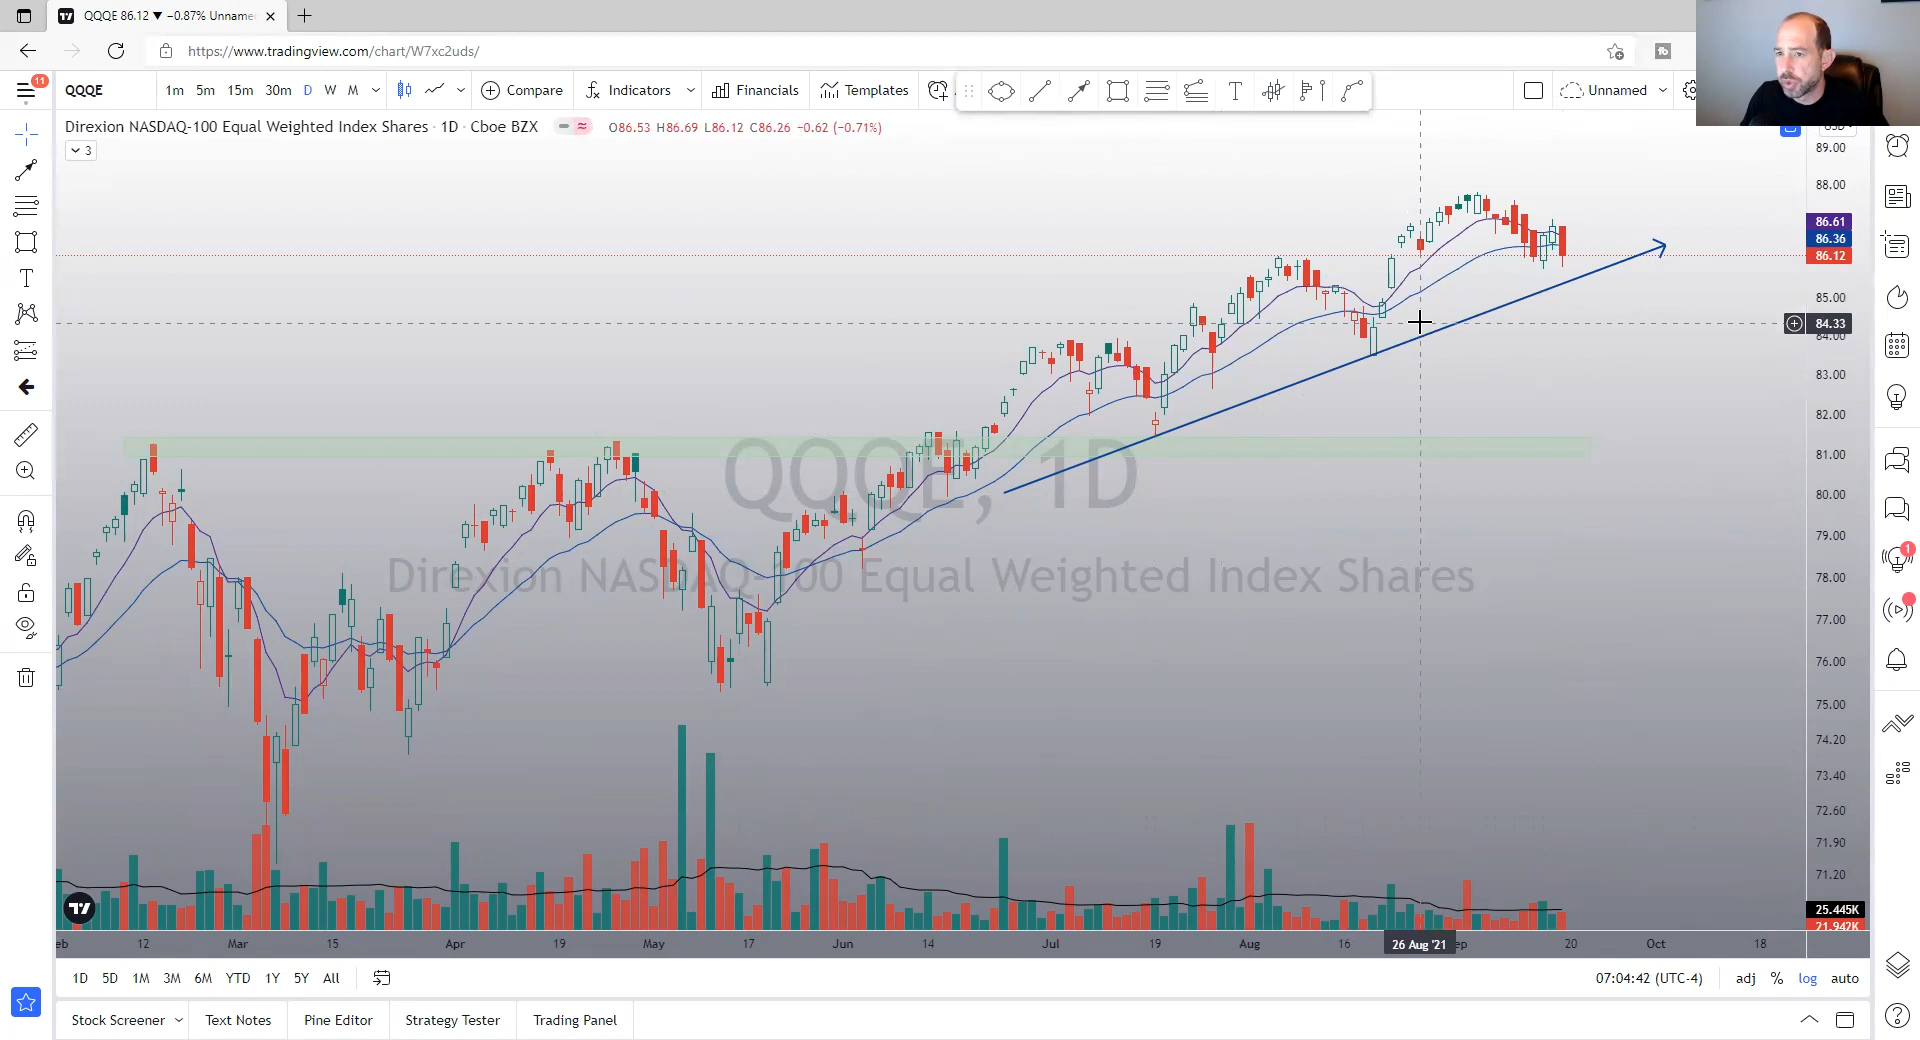 QQQE 86.12 ▼ −0.87% Unname
https://www.tradingview.com/chart/W7xc2uds/
11
QQQE 1m 5m 15m 30m D W M Compare Indicators Financials Templates Unnamed
Direxion NASDAQ-100 Equal Weighted Index Shares · 1D · Cboe BZX O86.53 H86.69 L86.12 C86.26 −0.62 (−0.71%)
3
89.00
88.00
86.61
86.36
86.12
85.00
84.33
84.00
83.00
82.00
81.00
80.00
79.00
78.00
77.00
76.00
75.00
74.20
73.40
72.60
71.90
71.20
25.445K
21.942K
QQQE, 1D
Direxion NASDAQ-100 Equal Weighted Index Shares
1
eb 12 Mar 15 Apr 19 May 17 Jun 14 Jul 19 Aug 16 26 Aug '21 ep 20 Oct 18
1D 5D 1M 3M 6M YTD 1Y 5Y All 07:04:42 (UTC-4) adj % log auto
Stock Screener Text Notes Pine Editor Strategy Tester Trading Panel